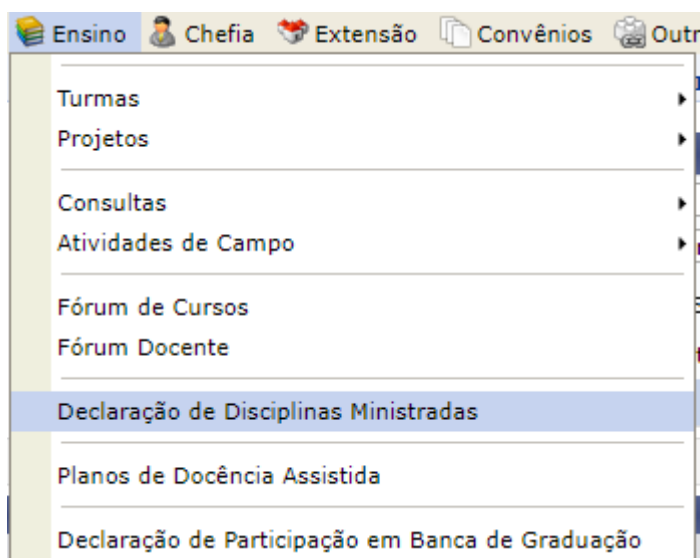 Ensino Chefia Extensão Convênios Outr
Turmas
Projetos
Consultas
Atividades de Campo
Fórum de Cursos
Fórum Docente
Declaração de Disciplinas Ministradas
Planos de Docência Assistida
Declaração de Participação em Banca de Graduação